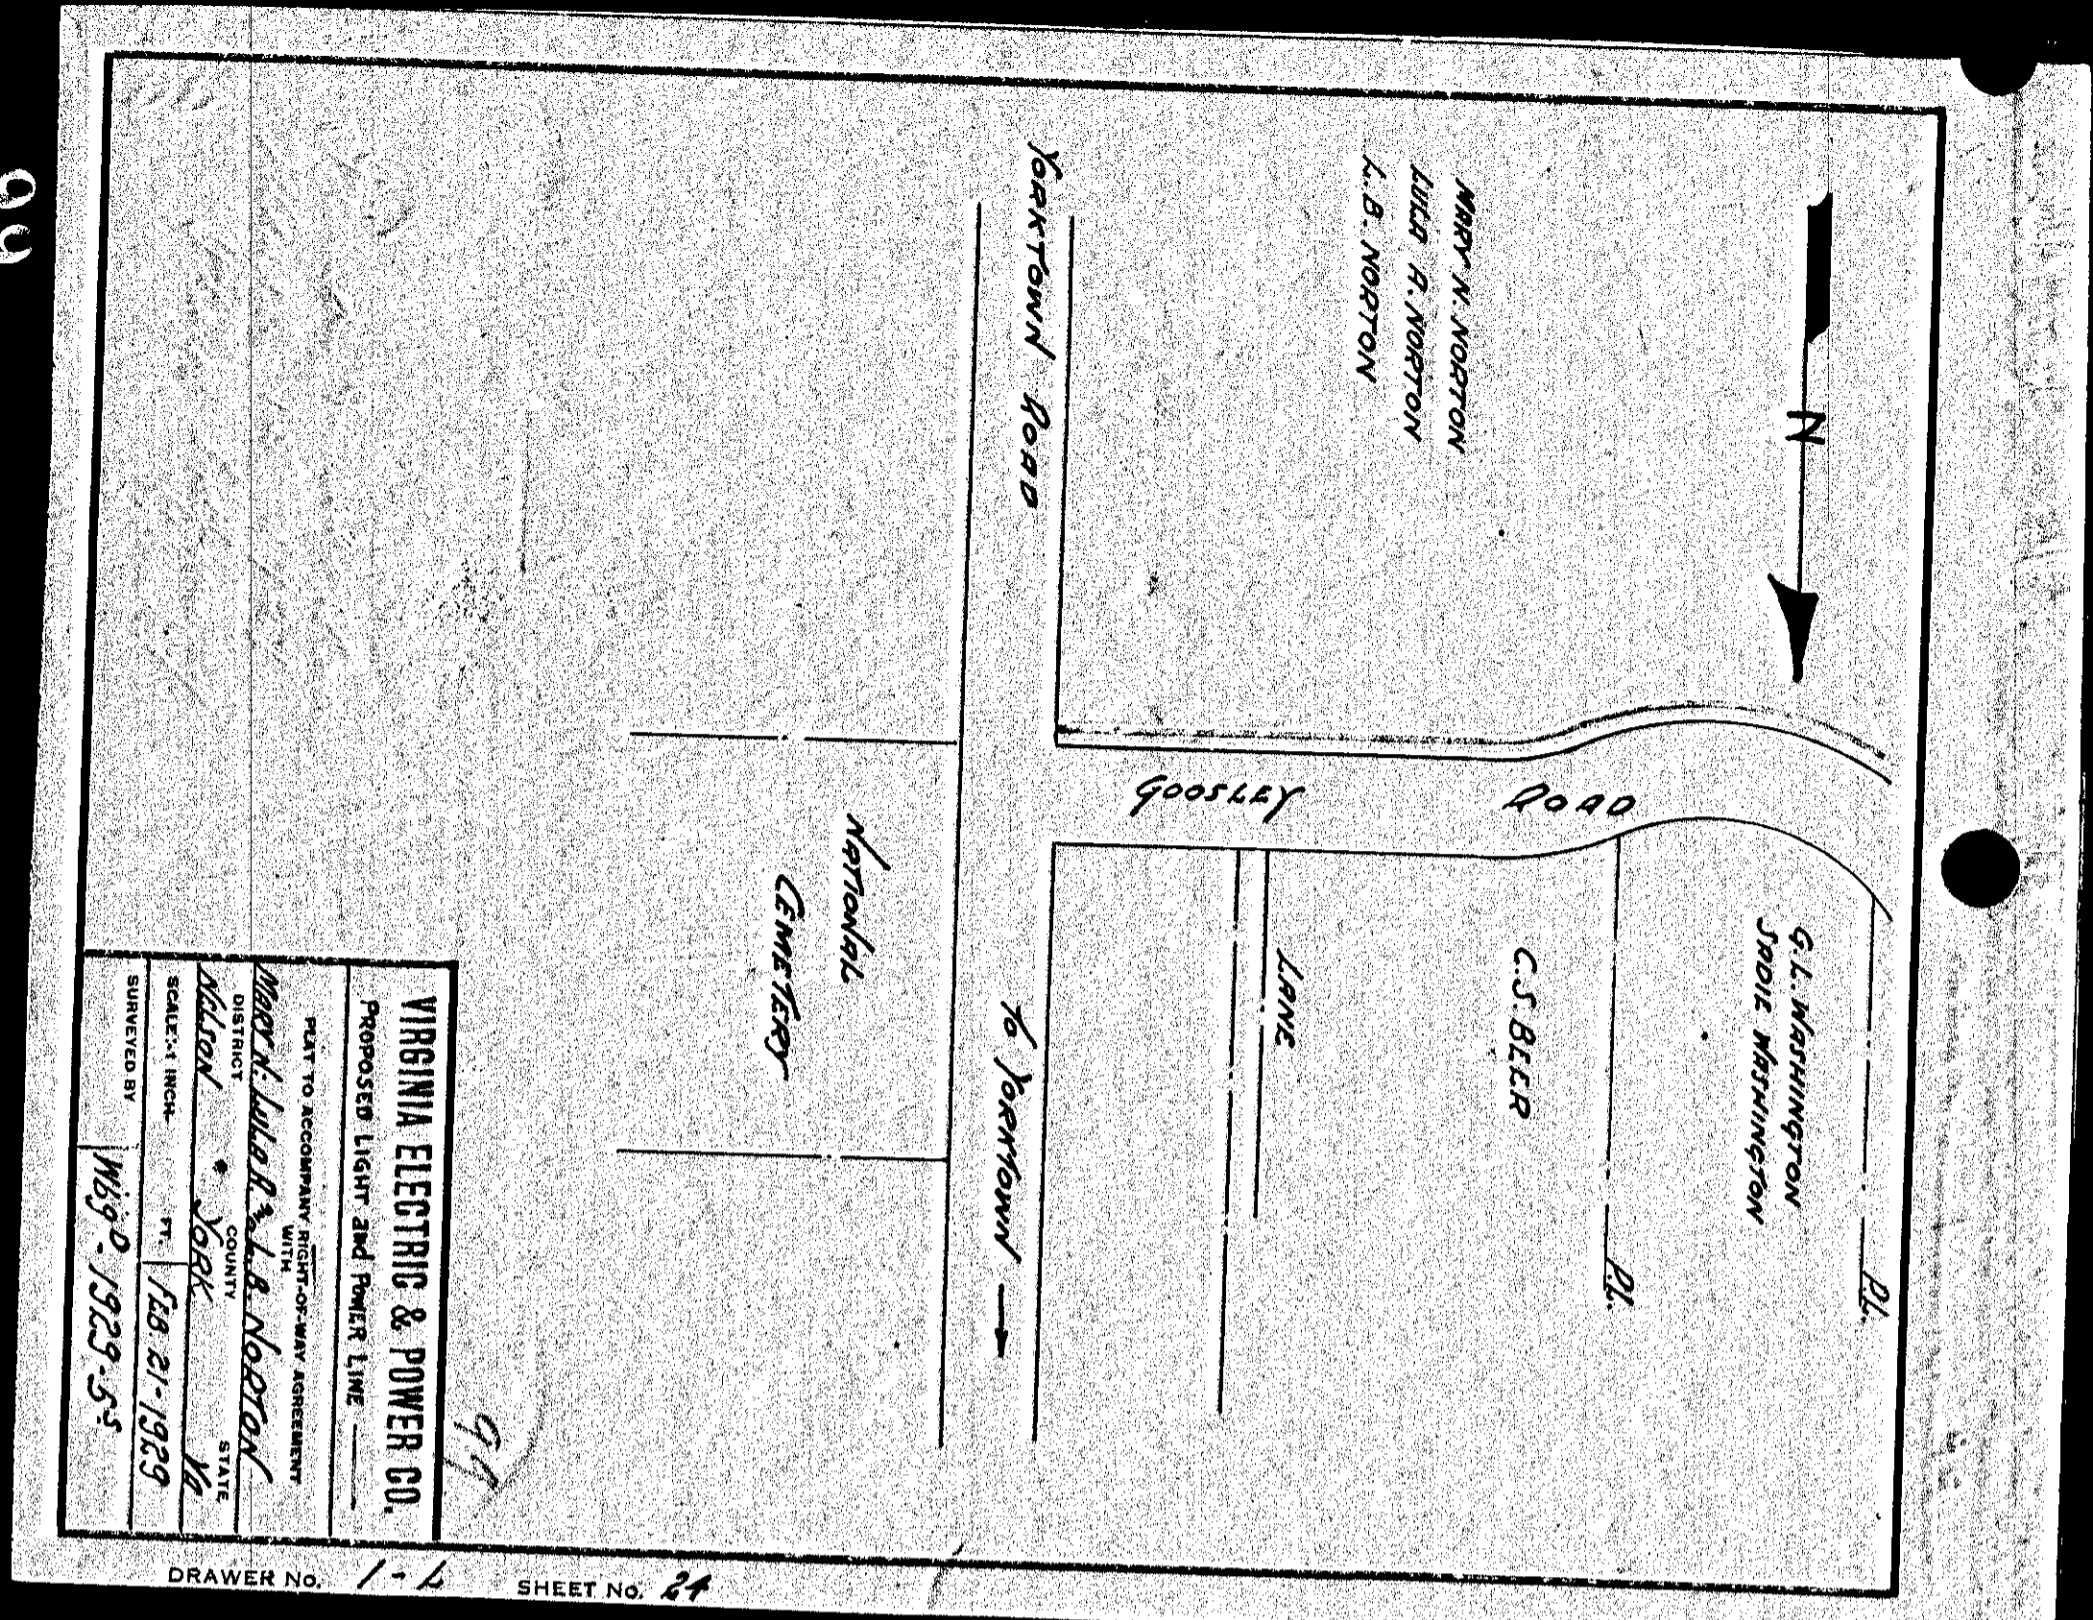 N
G.L. WASHINGTON
SADIE WASHINGTON
P.L.
P.L.
MARY N. NORTON
LULA A. NORTON
L.B. NORTON
ROAD
C.S. BEER
GOOSLEY
LANE
YORKTOWN ROAD
TO YORKTOWN
NATIONAL
CEMETERY
99
VIRGINIA ELECTRIC & POWER CO.
PROPOSED LIGHT and POWER LINE
PLAT TO ACCOMPANY RIGHT-OF-WAY AGREEMENT
WITH
MARY N. LULA A. & L.B. NORTON
DISTRICT COUNTY STATE
NELSON YORK VA
SCALE:-1 INCH- FT. FEB. 21-1929
SURVEYED BY 1929-55
DRAWER No. 1-L SHEET No. 24
99